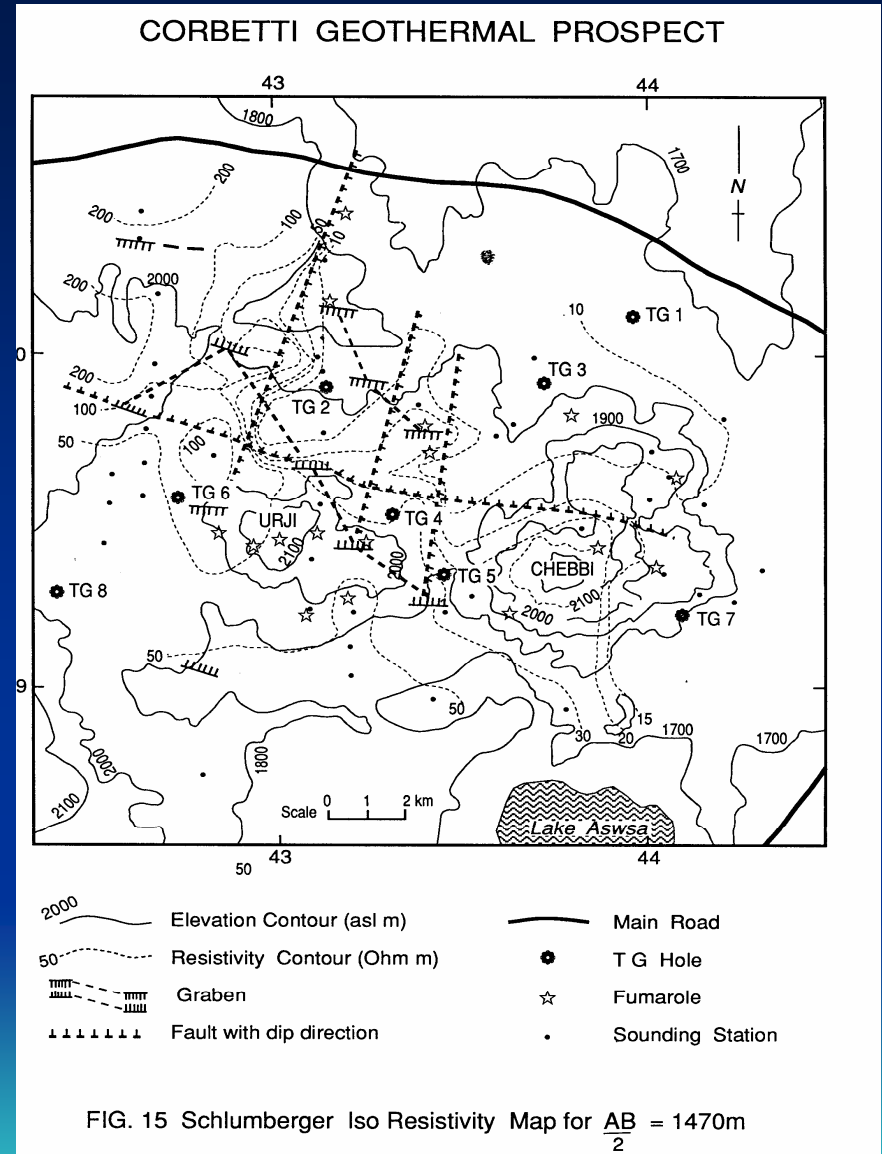 CORBETTI GEOTHERMAL PROSPECT
43 44
1800
1700
200
N
200
100
50
10
200
2000
10
TG 1
0
TG 3
200
TG 2
100
1900
50
100
TG 6
URJI
TG 4
2100
2000
CHEBBI
TG 5
TG 8
2100
2000
TG 7
50
9
50
15
30
20
1700
1700
2000
1800
2100
Scale 0 1 2 km
Lake Aswsa
43 44
50
2000
Elevation Contour (asl m)
Main Road
50
Resistivity Contour (Ohm m)
T G Hole
Graben
Fumarole
Fault with dip direction
Sounding Station
FIG. 15 Schlumberger Iso Resistivity Map for AB/2 = 1470m